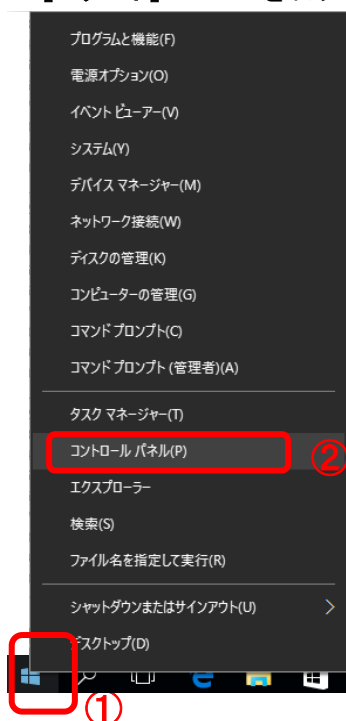 プログラムと機能(F)
電源オプション(O)
イベント ビューアー(V)
システム(Y)
デバイス マネージャー(M)
ネットワーク接続(W)
ディスクの管理(K)
コンピューターの管理(G)
コマンド プロンプト(C)
コマンド プロンプト (管理者)(A)
タスク マネージャー(T)
コントロール パネル(P)
②
エクスプローラー
検索(S)
ファイル名を指定して実行(R)
シャットダウンまたはサインアウト(U)
デスクトップ(D)
①